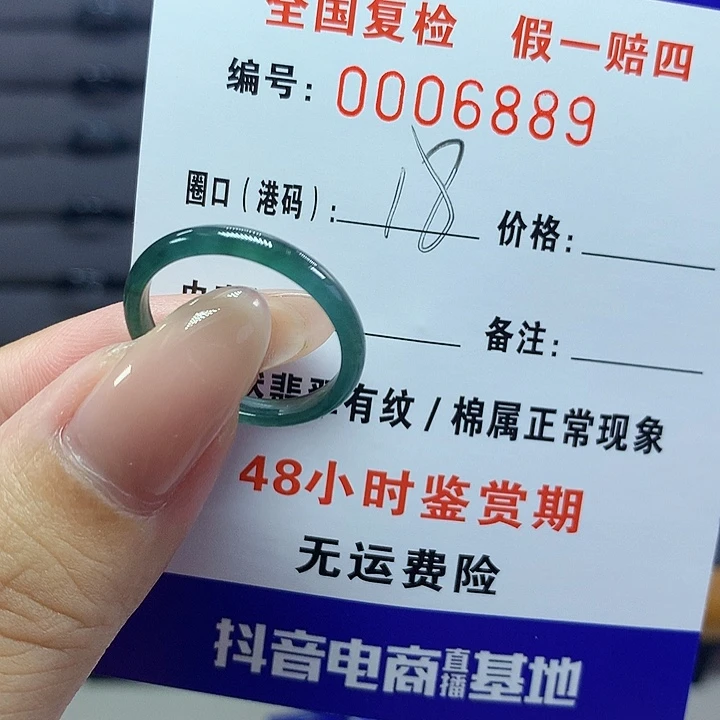 全国复检 假一赔四
编号: 0006889
圈口(港码): 18 价格:
备注:
有纹/棉属正常现象
48小时鉴赏期
无运费险
抖音电商直播基地